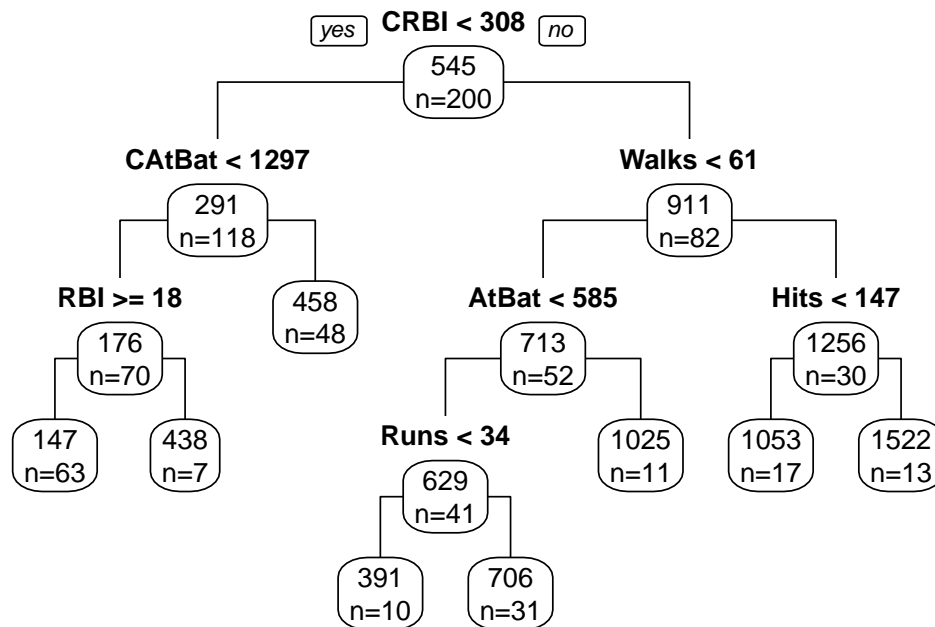 CRBI < 308
yes
no
545
n=200
CAtBat < 1297
Walks < 61
291
n=118
911
n=82
RBI >= 18
AtBat < 585
Hits < 147
458
n=48
176
n=70
713
n=52
1256
n=30
Runs < 34
147
n=63
438
n=7
1025
n=11
1053
n=17
1522
n=13
629
n=41
391
n=10
706
n=31